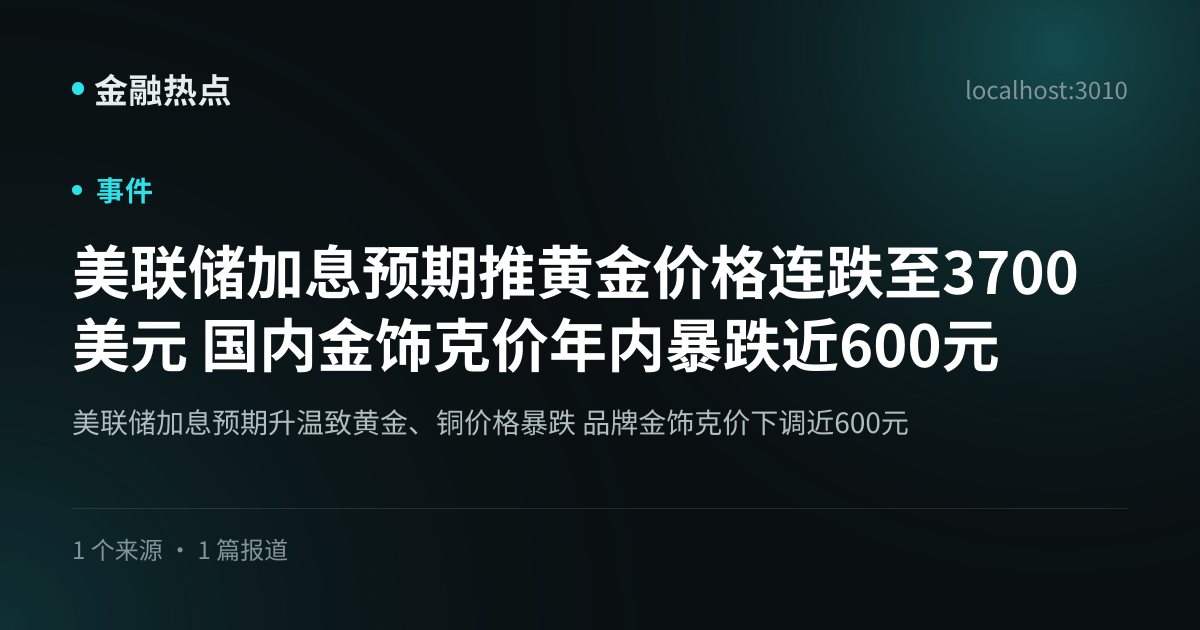 金融热点
localhost:3010
事件
美联储加息预期推黄金价格连跌至3700
美元 国内金饰克价年内暴跌近600元
美联储加息预期升温致黄金、铜价格暴跌 品牌金饰克价下调近600元
1 个来源 · 1 篇报道